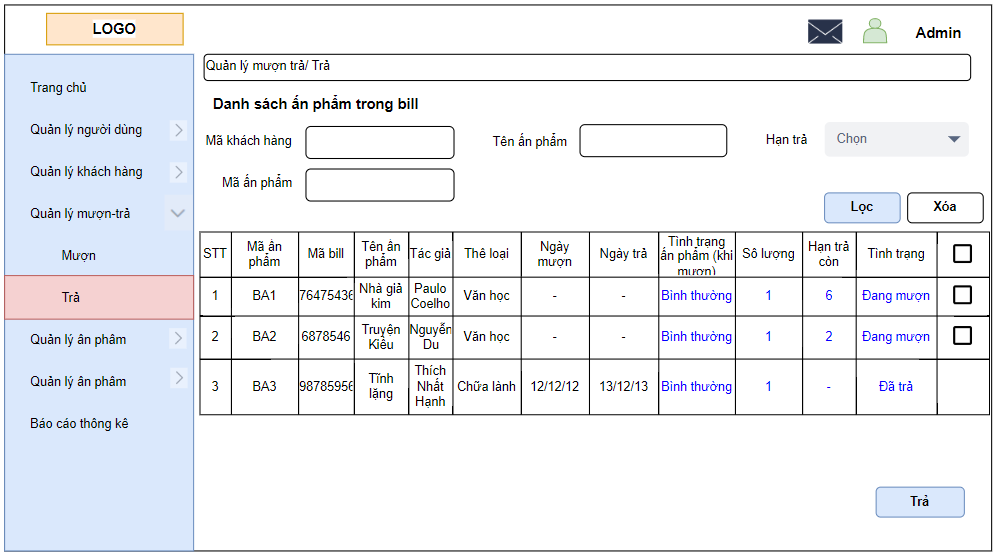 LOGO
Admin
Trang chủ
Quản lý người dùng
Quản lý khách hàng
Quản lý mượn-trả
Mượn
Trả
Quản lý ân phâm
Quản lý ân phâm
Báo cáo thông kê
Quản lý mượn trả/ Trả
Danh sách ấn phẩm trong bill
Mã khách hàng
Tên ấn phẩm
Hạn trả
Chọn
Mã ấn phẩm
Lọc
Xóa
STT
Mã ấn
phẩm
Mã bill
Tên ấn
phẩm
Tác giả
Thể loại
Ngày
mượn
Ngày trả
Tình trạng
ấn phẩm (khi
mượn)
Số lượng
Hạn trả
còn
Tình trạng
1
BA1
76475436
Nhà giả
kim
Paulo
Coelho
Văn học
-
-
Bình thường
1
6
Đang mượn
2
BA2
6878546
Truyện
Kiều
Nguyễn
Du
Văn học
-
-
Bình thường
1
2
Đang mượn
3
BA3
98785956
Tĩnh
lặng
Thích
Nhất
Hạnh
Chữa lành
12/12/12
13/12/13
Bình thường
1
-
Đã trả
Trả